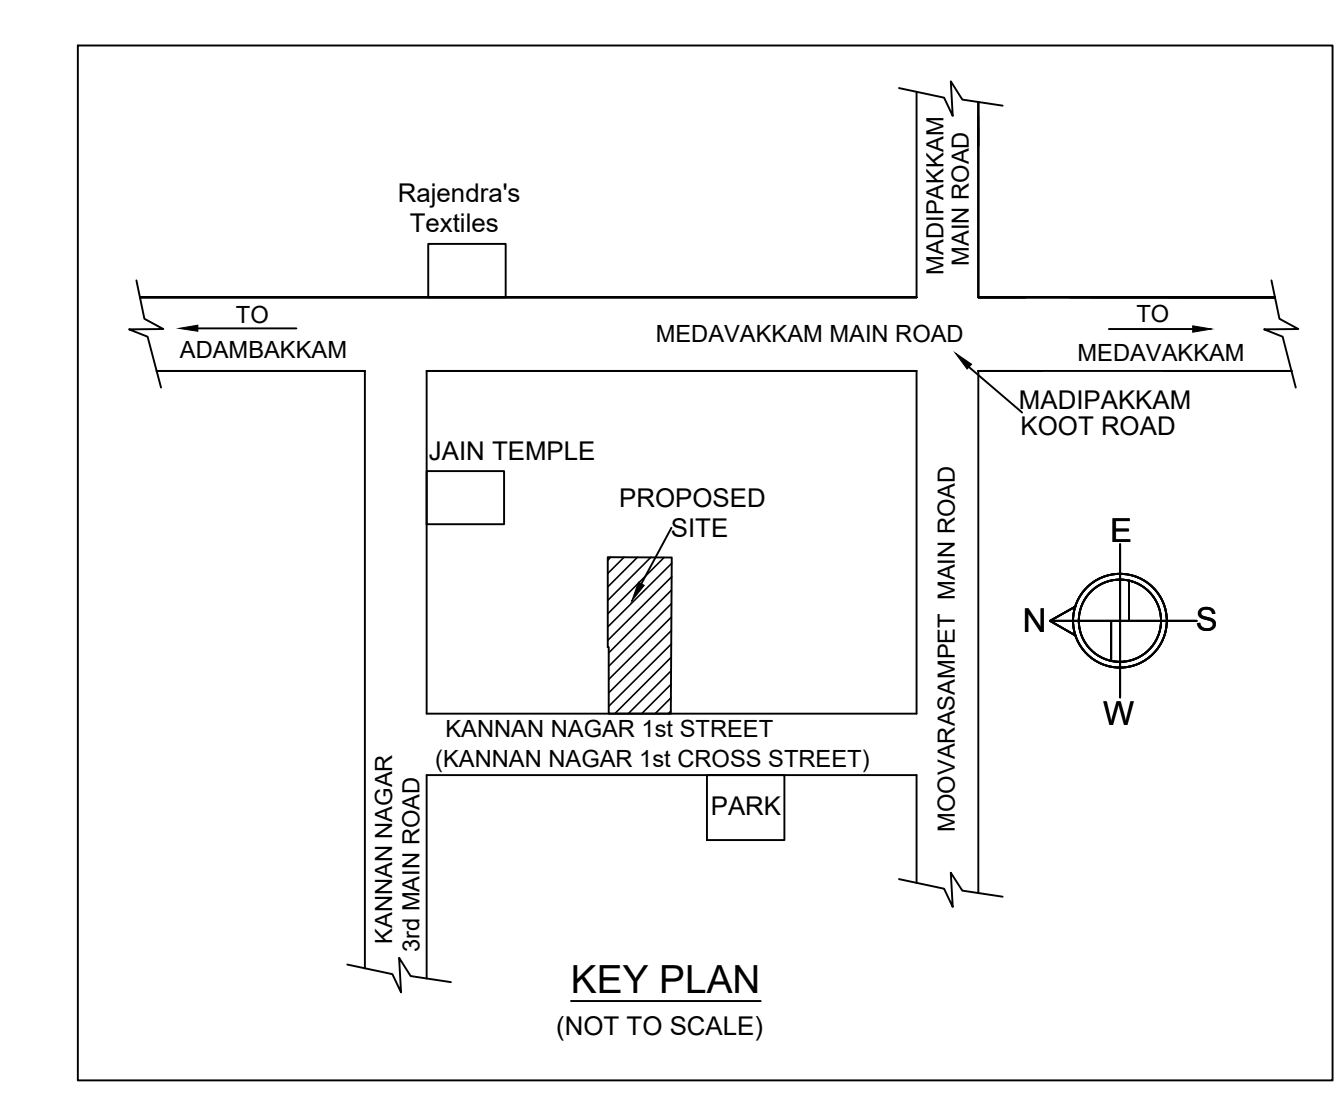 MADIPAKKAM
MAIN ROAD
Rajendra's
Textiles
TO
ADAMBAKKAM
MEDAVAKKAM MAIN ROAD
TO
MEDAVAKKAM
MADIPAKKAM
KOOT ROAD
JAIN TEMPLE
PROPOSED
SITE
MOOVARASAMPET MAIN ROAD
E
N
S
W
KANNAN NAGAR 1st STREET
(KANNAN NAGAR 1st CROSS STREET)
PARK
KANNAN NAGAR
3rd MAIN ROAD
KEY PLAN
(NOT TO SCALE)